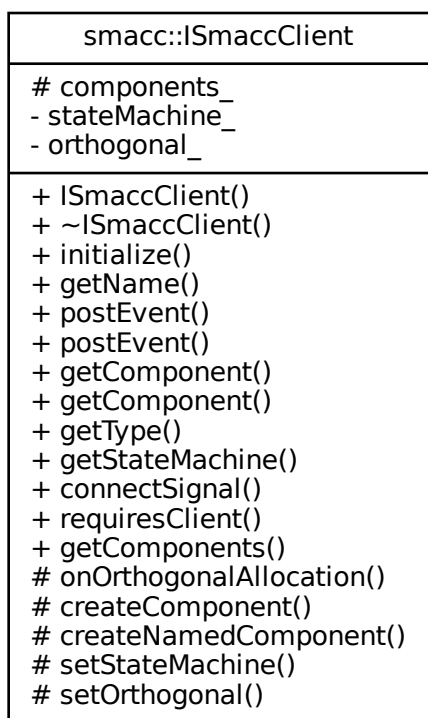 smacc::ISmaccClient
# components_
- stateMachine_
- orthogonal_
+ ISmaccClient()
+ ~ISmaccClient()
+ initialize()
+ getName()
+ postEvent()
+ postEvent()
+ getComponent()
+ getComponent()
+ getType()
+ getStateMachine()
+ connectSignal()
+ requiresClient()
+ getComponents()
# onOrthogonalAllocation()
# createComponent()
# createNamedComponent()
# setStateMachine()
# setOrthogonal()